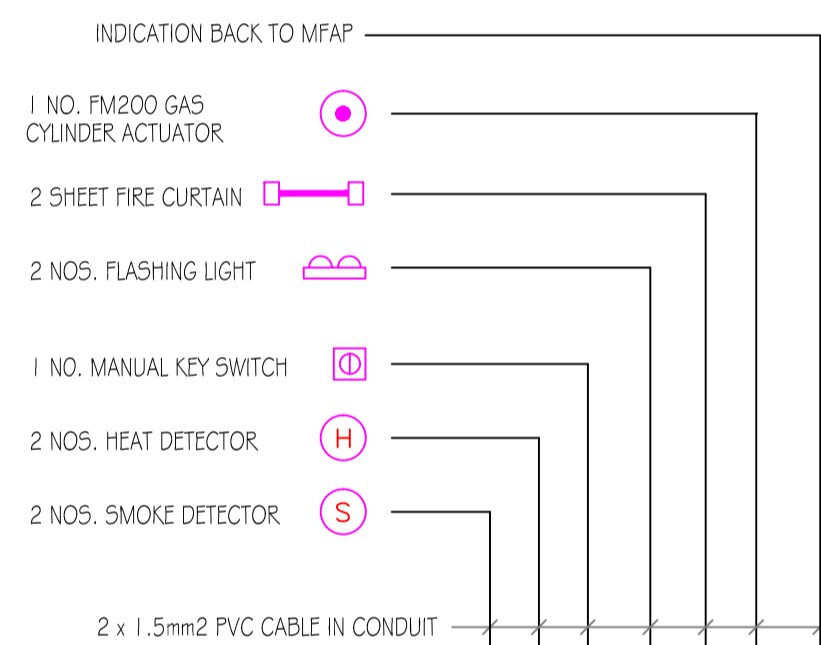 INDICATION BACK TO MFAP
1 NO. FM200 GAS
CYLINDER ACTUATOR
2 SHEET FIRE CURTAIN
2 NOS. FLASHING LIGHT
1 NO. MANUAL KEY SWITCH
2 NOS. HEAT DETECTOR
H
2 NOS. SMOKE DETECTOR
S
2 x 1.5mm2 PVC CABLE IN CONDUIT